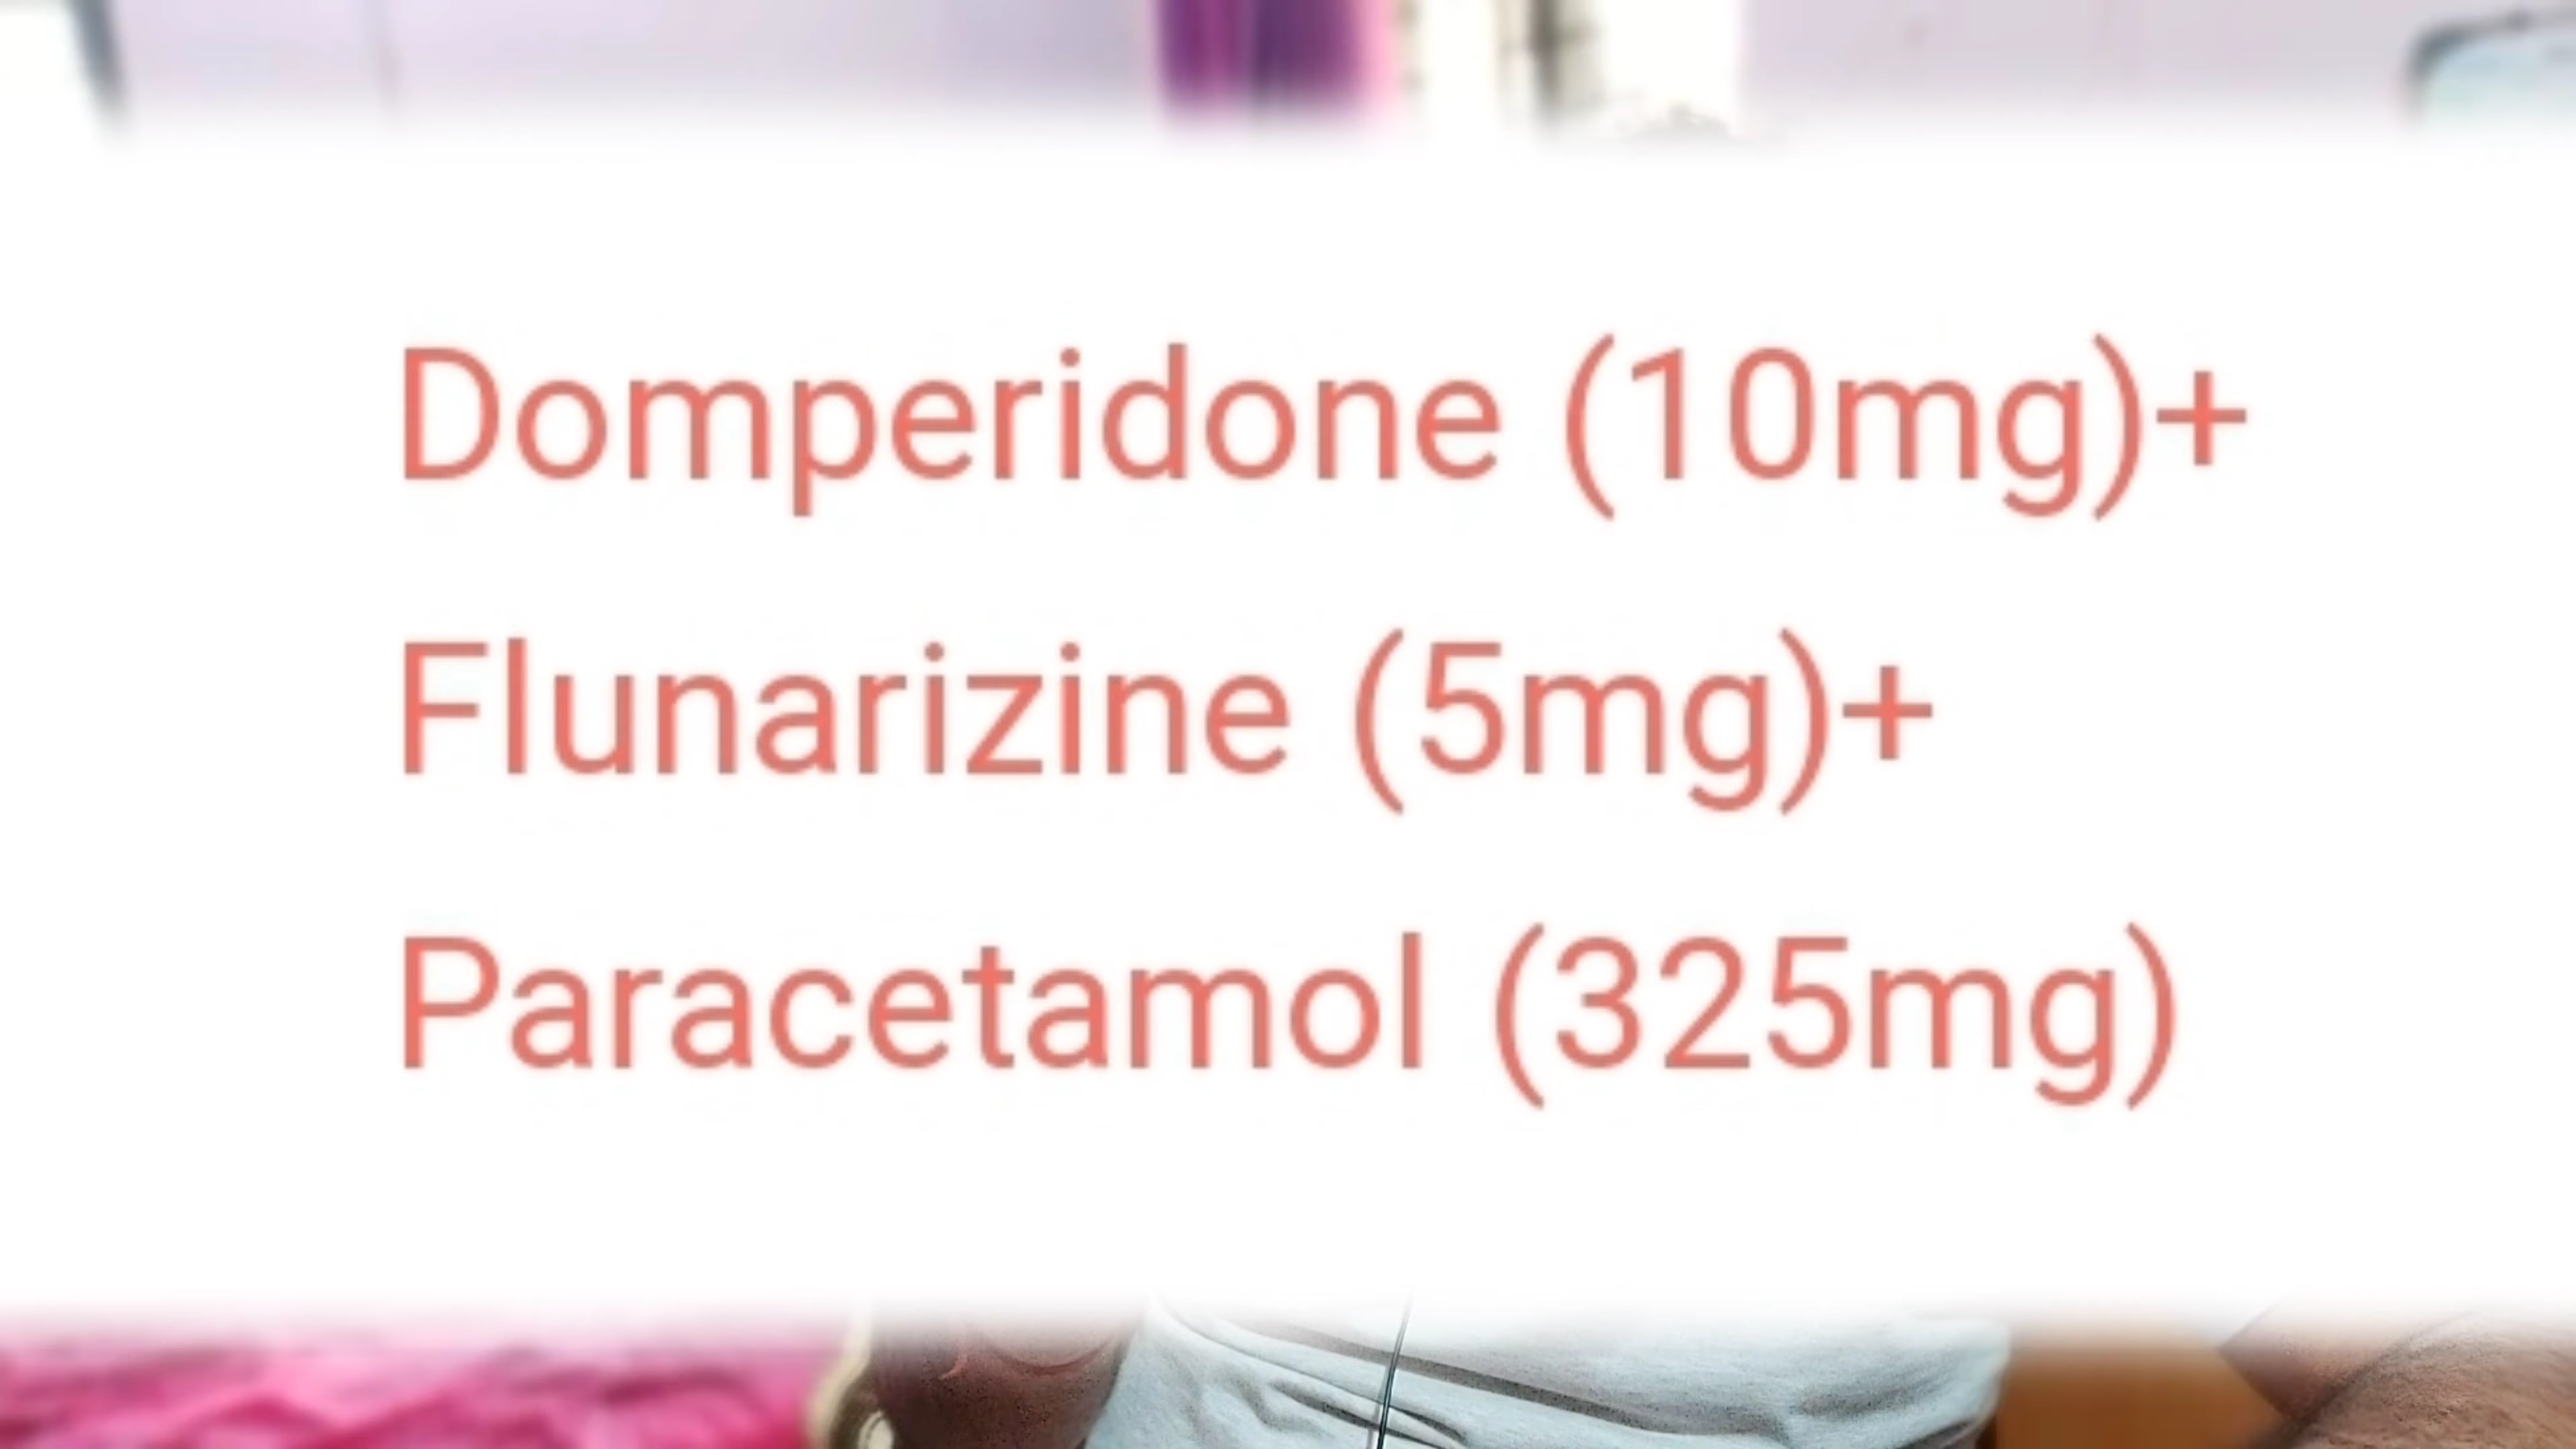 Domperidone (10mg)+
Flunarizine (5mg)+
Paracetamol (325mg)